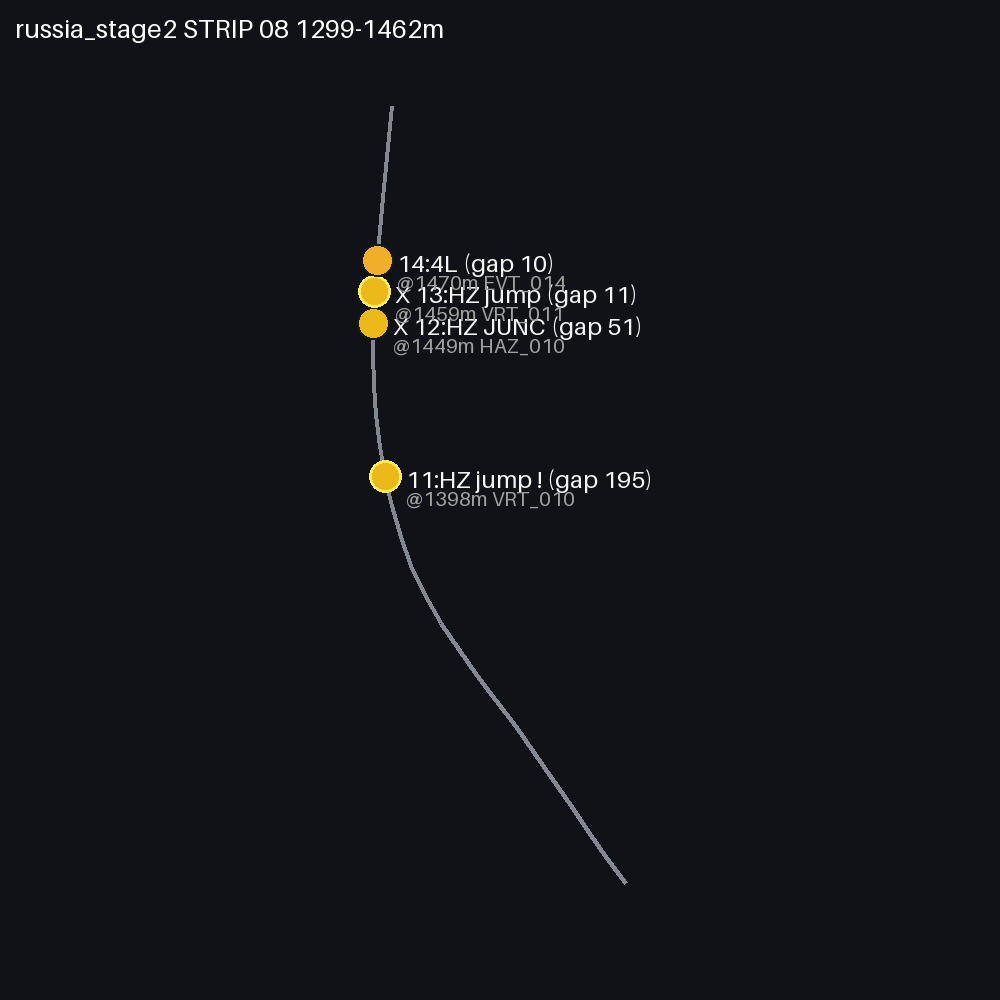 russia_stage2 STRIP 08 1299-1462m
14:4L (gap 10)
@1470m EVT_014
X 13:HZ jump (gap 11)
@1459m VRT_011
X 12:HZ JUNC (gap 51)
@1449m HAZ_010
11:HZ jump ! (gap 195)
@1398m VRT_010